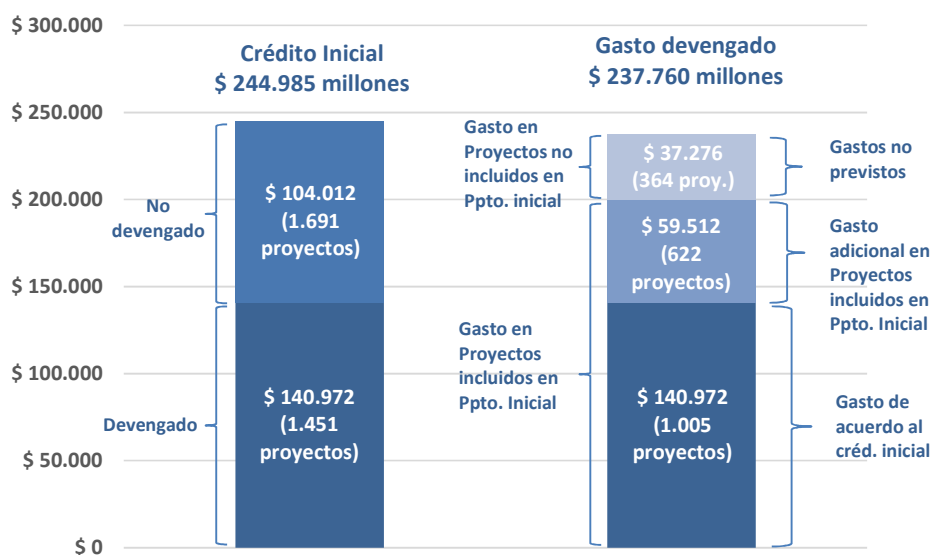 $ 300.000
$ 250.000
$ 200.000
$ 150.000
$ 100.000
$ 50.000
$ 0
Crédito Inicial
$ 244.985 millones
No
devengado
Devengado
$ 104.012
(1.691
proyectos)
$ 140.972
(1.451
proyectos)
Gasto devengado
$ 237.760 millones
Gasto en
Proyectos no
incluidos en
Ppto. inicial
Gasto en
Proyectos
incluidos en
Ppto. Inicial
$ 37.276
(364 proy.)
$ 59.512
(622
proyectos)
$ 140.972
(1.005
proyectos)
Gastos no
previstos
Gasto
adicional en
Proyectos
incluidos en
Ppto. Inicial
Gasto de
acuerdo al
créd. inicial